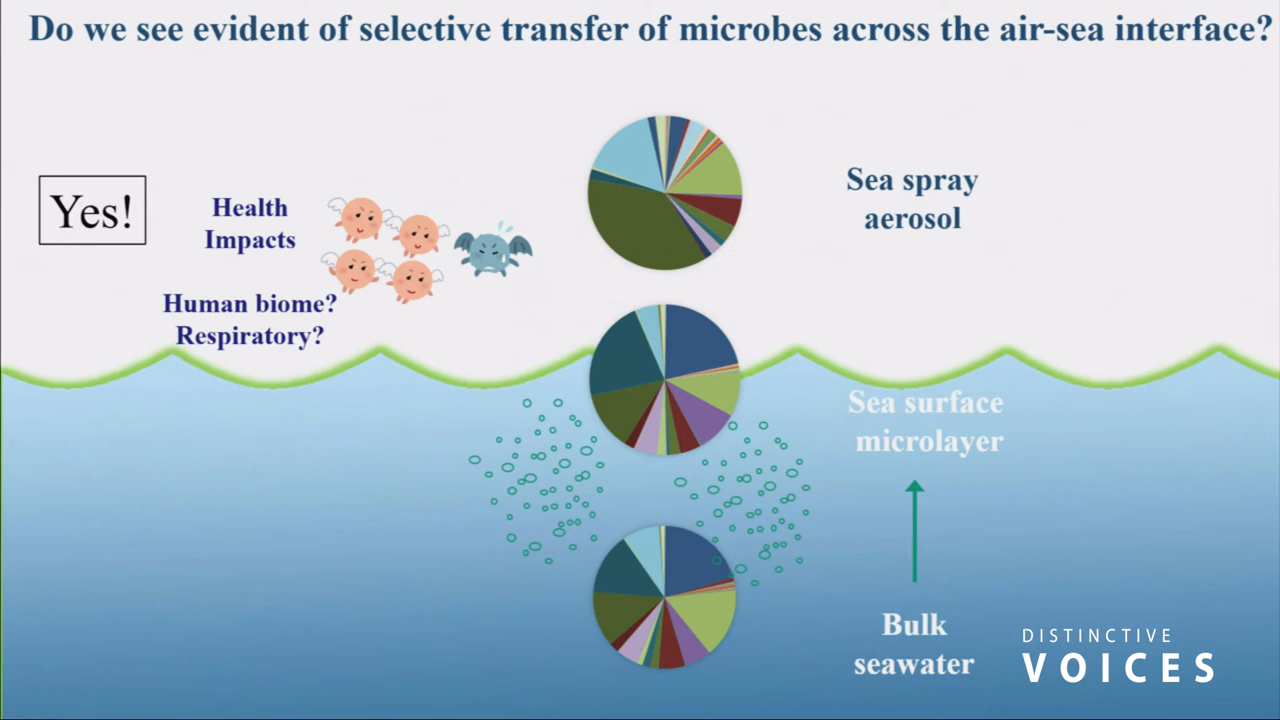 Do we see evident of selective transfer of microbes across the air-sea interface?
Yes!
Health
Impacts
Human biome?
Respiratory?
Sea spray
aerosol
Sea surface
microlayer
Bulk
seawater
DISTINCTIVE
VOICES